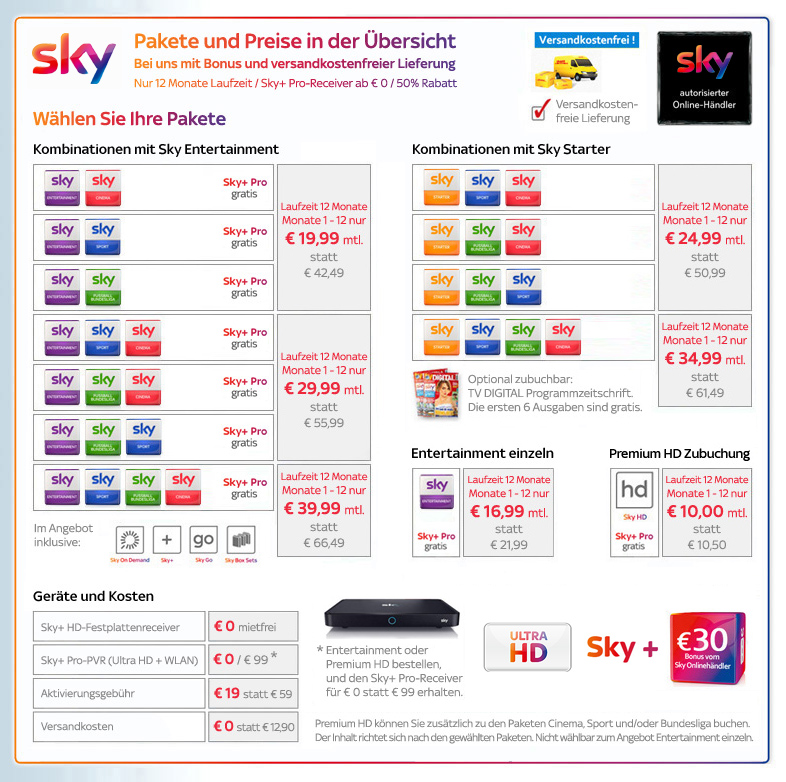 sky
Pakete und Preise in der Übersicht
Bei uns mit Bonus und versandkostenfreier Lieferung
Nur 12 Monate Laufzeit / Sky+ Pro-Receiver ab € 0 / 50% Rabatt
Versandkostenfrei !
Versandkosten-
freie Lieferung
sky
autorisierter
Online-Händler
Wählen Sie Ihre Pakete
Kombinationen mit Sky Entertainment
sky ENTERTAINMENT sky CINEMA Sky+ Pro
gratis
sky ENTERTAINMENT sky SPORT Sky+ Pro
gratis
sky ENTERTAINMENT sky FUSSBALL BUNDESLIGA Sky+ Pro
gratis
Laufzeit 12 Monate
Monate 1 - 12 nur
€ 19,99 mtl.
statt
€ 42,49
sky ENTERTAINMENT sky SPORT sky CINEMA Sky+ Pro
gratis
sky ENTERTAINMENT sky FUSSBALL BUNDESLIGA sky CINEMA Sky+ Pro
gratis
sky ENTERTAINMENT sky FUSSBALL BUNDESLIGA sky SPORT Sky+ Pro
gratis
Laufzeit 12 Monate
Monate 1 - 12 nur
€ 29,99 mtl.
statt
€ 55,99
sky ENTERTAINMENT sky SPORT sky FUSSBALL BUNDESLIGA sky CINEMA Sky+ Pro
gratis
Laufzeit 12 Monate
Monate 1 - 12 nur
€ 39,99 mtl.
statt
€ 66,49
Im Angebot
inklusive:
+
go
Sky On Demand Sky+ Sky Go Sky Box Sets
Kombinationen mit Sky Starter
sky STARTER sky SPORT sky CINEMA
sky STARTER sky FUSSBALL BUNDESLIGA sky CINEMA
sky STARTER sky FUSSBALL BUNDESLIGA sky SPORT
Laufzeit 12 Monate
Monate 1 - 12 nur
€ 24,99 mtl.
statt
€ 50,99
sky STARTER sky SPORT sky FUSSBALL BUNDESLIGA sky CINEMA
Laufzeit 12 Monate
Monate 1 - 12 nur
€ 34,99 mtl.
statt
€ 61,49
DIGITAL
Optional zubuchbar:
TV DIGITAL Programmzeitschrift.
Die ersten 6 Ausgaben sind gratis.
Entertainment einzeln
sky
ENTERTAINMENT
Sky+ Pro
gratis
Laufzeit 12 Monate
Monate 1 - 12 nur
€ 16,99 mtl.
statt
€ 21,99
Premium HD Zubuchung
hd
Sky HD
Sky+ Pro
gratis
Laufzeit 12 Monate
Monate 1 - 12 nur
€ 10,00 mtl.
statt
€ 10,50
Geräte und Kosten
Sky+ HD-Festplattenreceiver € 0 mietfrei
Sky+ Pro-PVR (Ultra HD + WLAN) € 0 / € 99 *
Aktivierungsgebühr € 19 statt € 59
Versandkosten € 0 statt € 12,90
sky
* Entertainment oder
Premium HD bestellen,
und den Sky+ Pro-Receiver
für € 0 statt € 99 erhalten.
ULTRA
HD
Sky +
€30
Bonus vom
Sky Onlinehändler
Premium HD können Sie zusätzlich zu den Paketen Cinema, Sport und/oder Bundesliga buchen.
Der Inhalt richtet sich nach den gewählten Paketen. Nicht wählbar zum Angebot Entertainment einzeln.